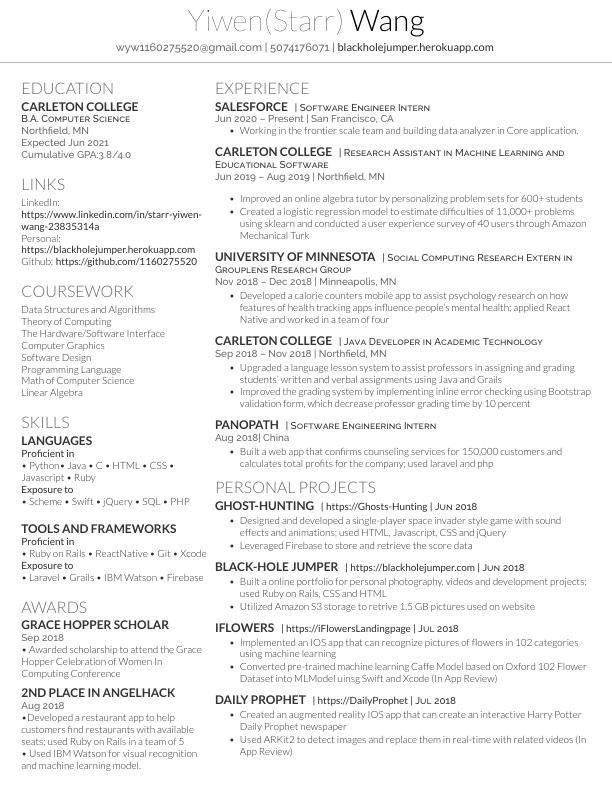 Yiwen(Starr) Wang
wyw1160275520@gmail.com | 5074176071 | blackholejumper.herokuapp.com
EDUCATION
CARLETON COLLEGE
B.A. Computer Science
Northfield, MN
Expected Jun 2021
Cumulative GPA:3.8/4.0
LINKS
LinkedIn:
https://www.linkedin.com/in/starr-yiwen-
wang-23835314a
Personal:
https://blackholejumper.herokuapp.com
Github: https://github.com/1160275520
COURSEWORK
Data Structures and Algorithms
Theory of Computing
The Hardware/Software Interface
Computer Graphics
Software Design
Programming Language
Math of Computer Science
Linear Algebra
SKILLS
LANGUAGES
Proficient in
• Python• Java • C • HTML • CSS •
Javascript • Ruby
Exposure to
• Scheme • Swift • jQuery • SQL • PHP
TOOLS AND FRAMEWORKS
Proficient in
• Ruby on Rails • ReactNative • Git • Xcode
Exposure to
• Laravel • Grails • IBM Watson • Firebase
AWARDS
GRACE HOPPER SCHOLAR
Sep 2018
• Awarded scholarship to attend the Grace
Hopper Celebration of Women In
Computing Conference
2ND PLACE IN ANGELHACK
Aug 2018
•Developed a restaurant app to help
customers find restaurants with available
seats; used Ruby on Rails in a team of 5
• Used IBM Watson for visual recognition
and machine learning model.
EXPERIENCE
SALESFORCE | Software Engineer Intern
Jun 2020 – Present | San Francisco, CA
• Working in the frontier scale team and building data analyzer in Core application.
CARLETON COLLEGE | Research Assistant in Machine Learning and
Educational Software
Jun 2019 – Aug 2019 | Northfield, MN
• Improved an online algebra tutor by personalizing problem sets for 600+ students
• Created a logistic regression model to estimate difficulties of 11,000+ problems
using sklearn and conducted a user experience survey of 40 users through Amazon
Mechanical Turk
UNIVERSITY OF MINNESOTA | Social Computing Research Extern in
Grouplens Research Group
Nov 2018 – Dec 2018 | Minneapolis, MN
• Developed a calorie counters mobile app to assist psychology research on how
features of health tracking apps influence people's mental health; applied React
Native and worked in a team of four
CARLETON COLLEGE | Java Developer in Academic Technology
Sep 2018 – Nov 2018 | Northfield, MN
• Upgraded a language lesson system to assist professors in assigning and grading
students' written and verbal assignments using Java and Grails
• Improved the grading system by implementing inline error checking using Bootstrap
validation form, which decrease professor grading time by 10 percent
PANOPATH | Software Engineering Intern
Aug 2018| China
• Built a web app that confirms counseling services for 150,000 customers and
calculates total profits for the company; used laravel and php
PERSONAL PROJECTS
GHOST-HUNTING | https://Ghosts-Hunting | Jun 2018
• Designed and developed a single-player space invader style game with sound
effects and animations; used HTML, Javascript, CSS and jQuery
• Leveraged Firebase to store and retrieve the score data
BLACK-HOLE JUMPER | https://blackholejumper.com | Jun 2018
• Built a online portfolio for personal photography, videos and development projects;
used Ruby on Rails, CSS and HTML
• Utilized Amazon S3 storage to retrive 1.5 GB pictures used on website
IFLOWERS | https://iFlowersLandingpage | Jul 2018
• Implemented an IOS app that can recognize pictures of flowers in 102 categories
using machine learning
• Converted pre-trained machine learning Caffe Model based on Oxford 102 Flower
Dataset into MLModel uinsg Swift and Xcode (In App Review)
DAILY PROPHET | https://DailyProphet | Jul 2018
• Created an augmented reality IOS app that can create an interactive Harry Potter
Daily Prophet newspaper
• Used ARKit2 to detect images and replace them in real-time with related videos (In
App Review)